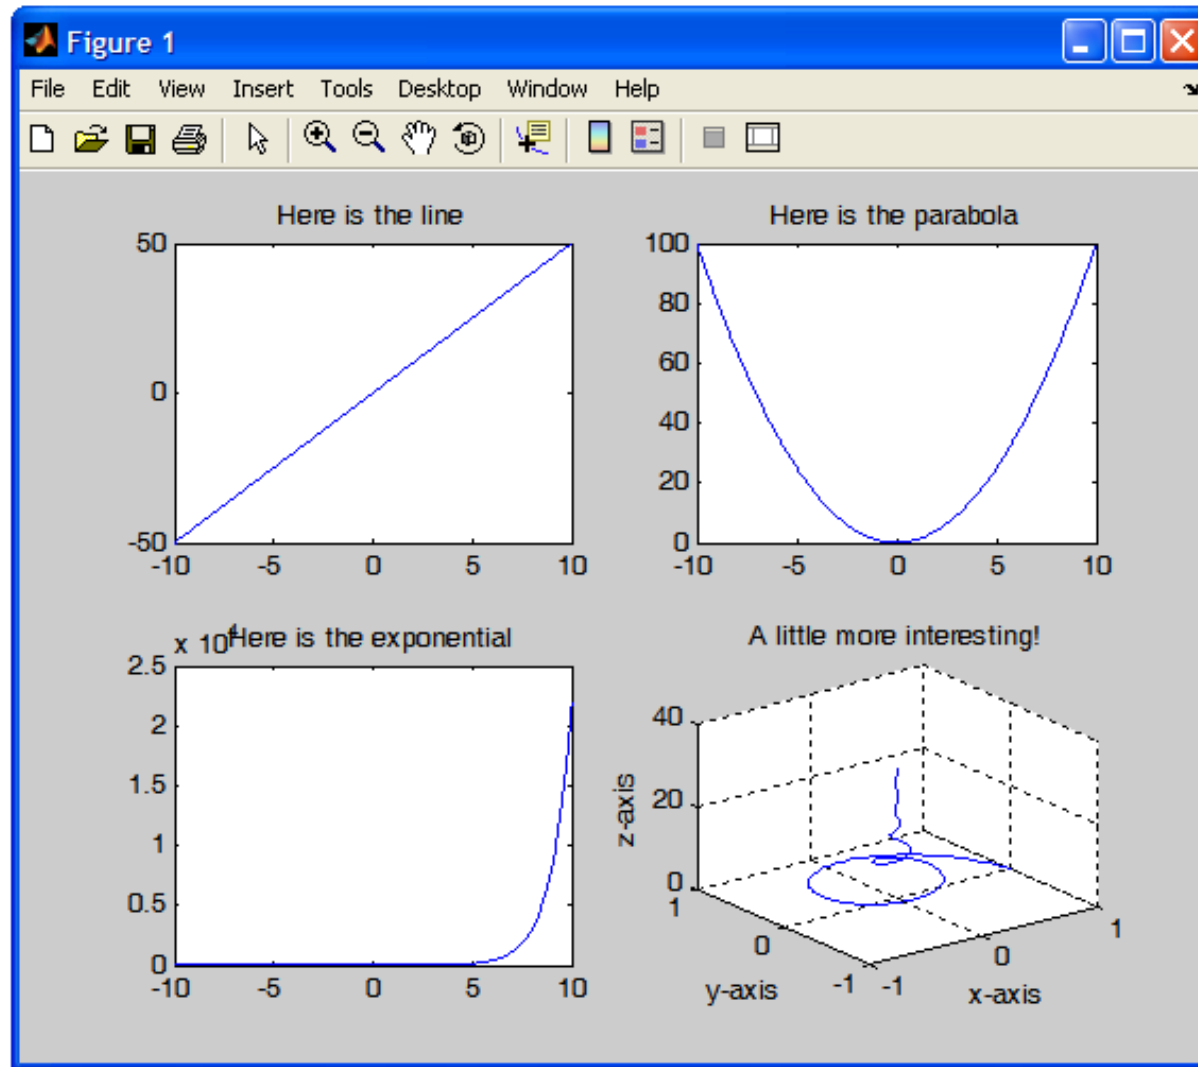 Figure 1
File Edit View Insert Tools Desktop Window Help
Here is the line
50
0
-50
-10 -5 0 5 10
Here is the parabola
100
80
60
40
20
0
-10 -5 0 5 10
x 10^4
Here is the exponential
2.5
2
1.5
1
0.5
0
-10 -5 0 5 10
A little more interesting!
40
20
0
z-axis
1
0
-1
y-axis
-1
0
1
x-axis